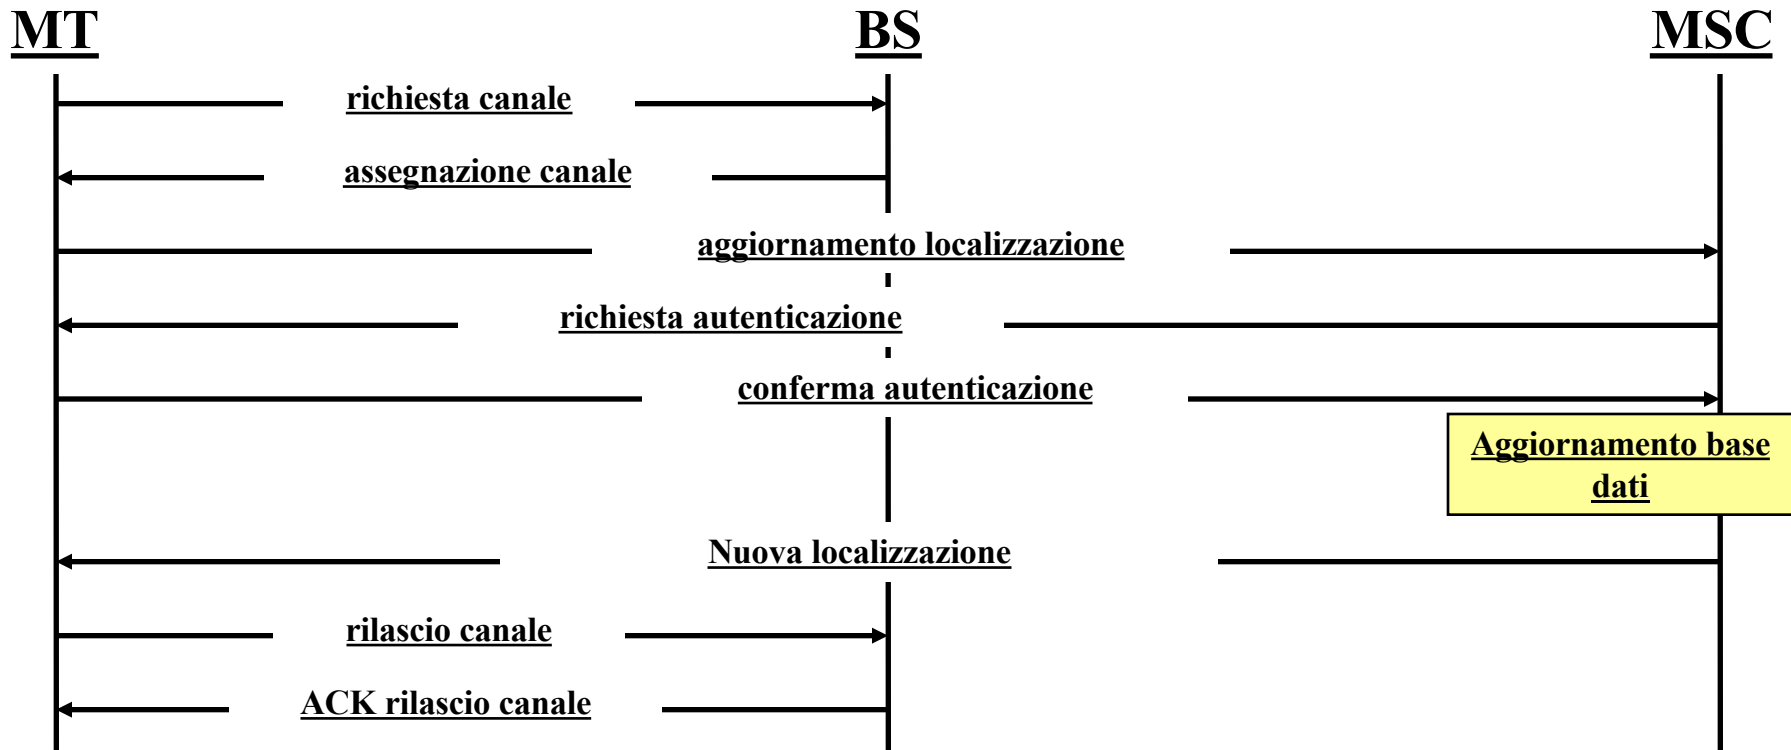 MT
BS
MSC
richiesta canale
assegnazione canale
aggiornamento localizzazione
richiesta autenticazione
conferma autenticazione
Aggiornamento base
dati
Nuova localizzazione
rilascio canale
ACK rilascio canale